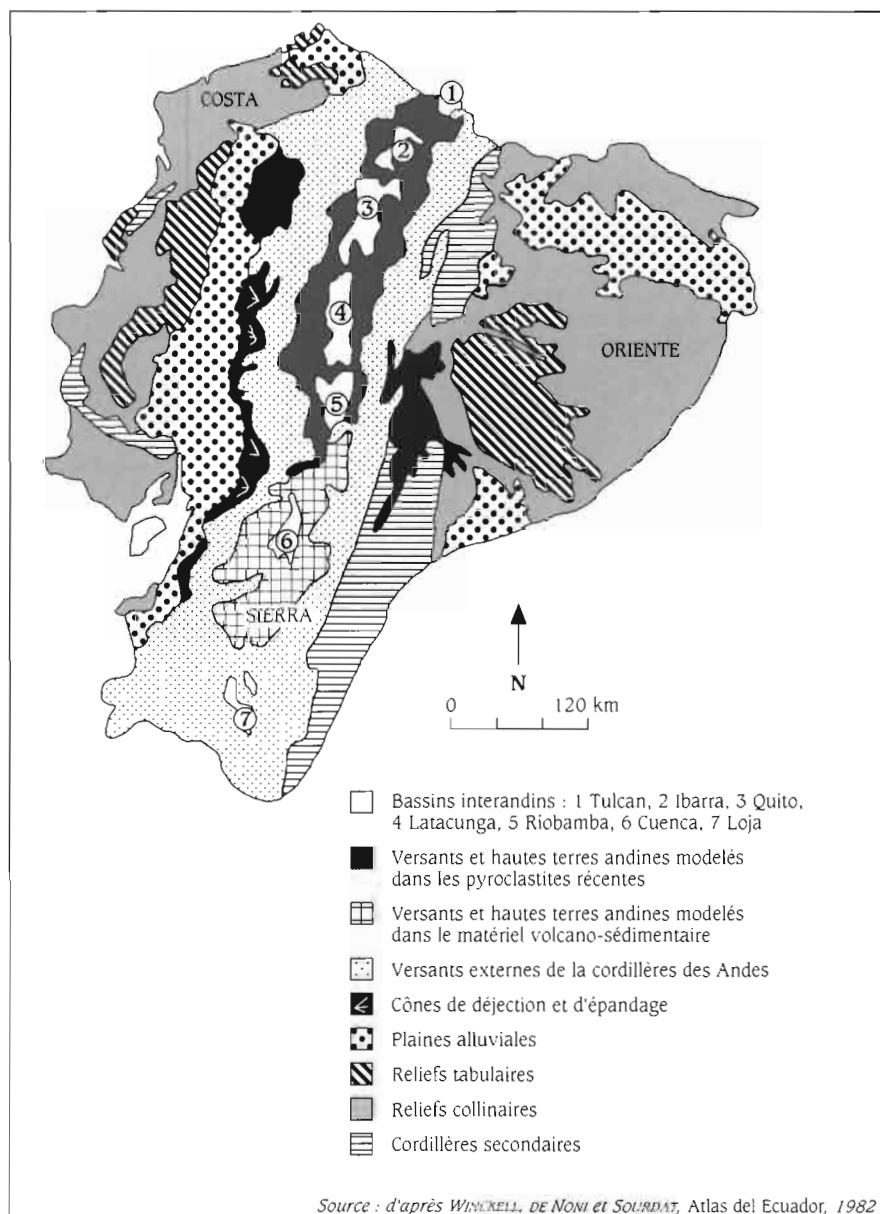 COSTA
1
2
3
4
ORIENTE
5
6
SIERRA
7
N
0 120 km
Bassins interandins : 1 Tulcan, 2 Ibarra, 3 Quito,
4 Latacunga, 5 Riobamba, 6 Cuenca, 7 Loja
Versants et hautes terres andines modelés
dans les pyroclastites récentes
Versants et hautes terres andines modelés
dans le matériel volcano-sédimentaire
Versants externes de la cordillères des Andes
Cônes de déjection et d'épandage
Plaines alluviales
Reliefs tabulaires
Reliefs collinaires
Cordillères secondaires
Source : d'après WINCKELL, DE NONI et SOURDAT, Atlas del Ecuador, 1982